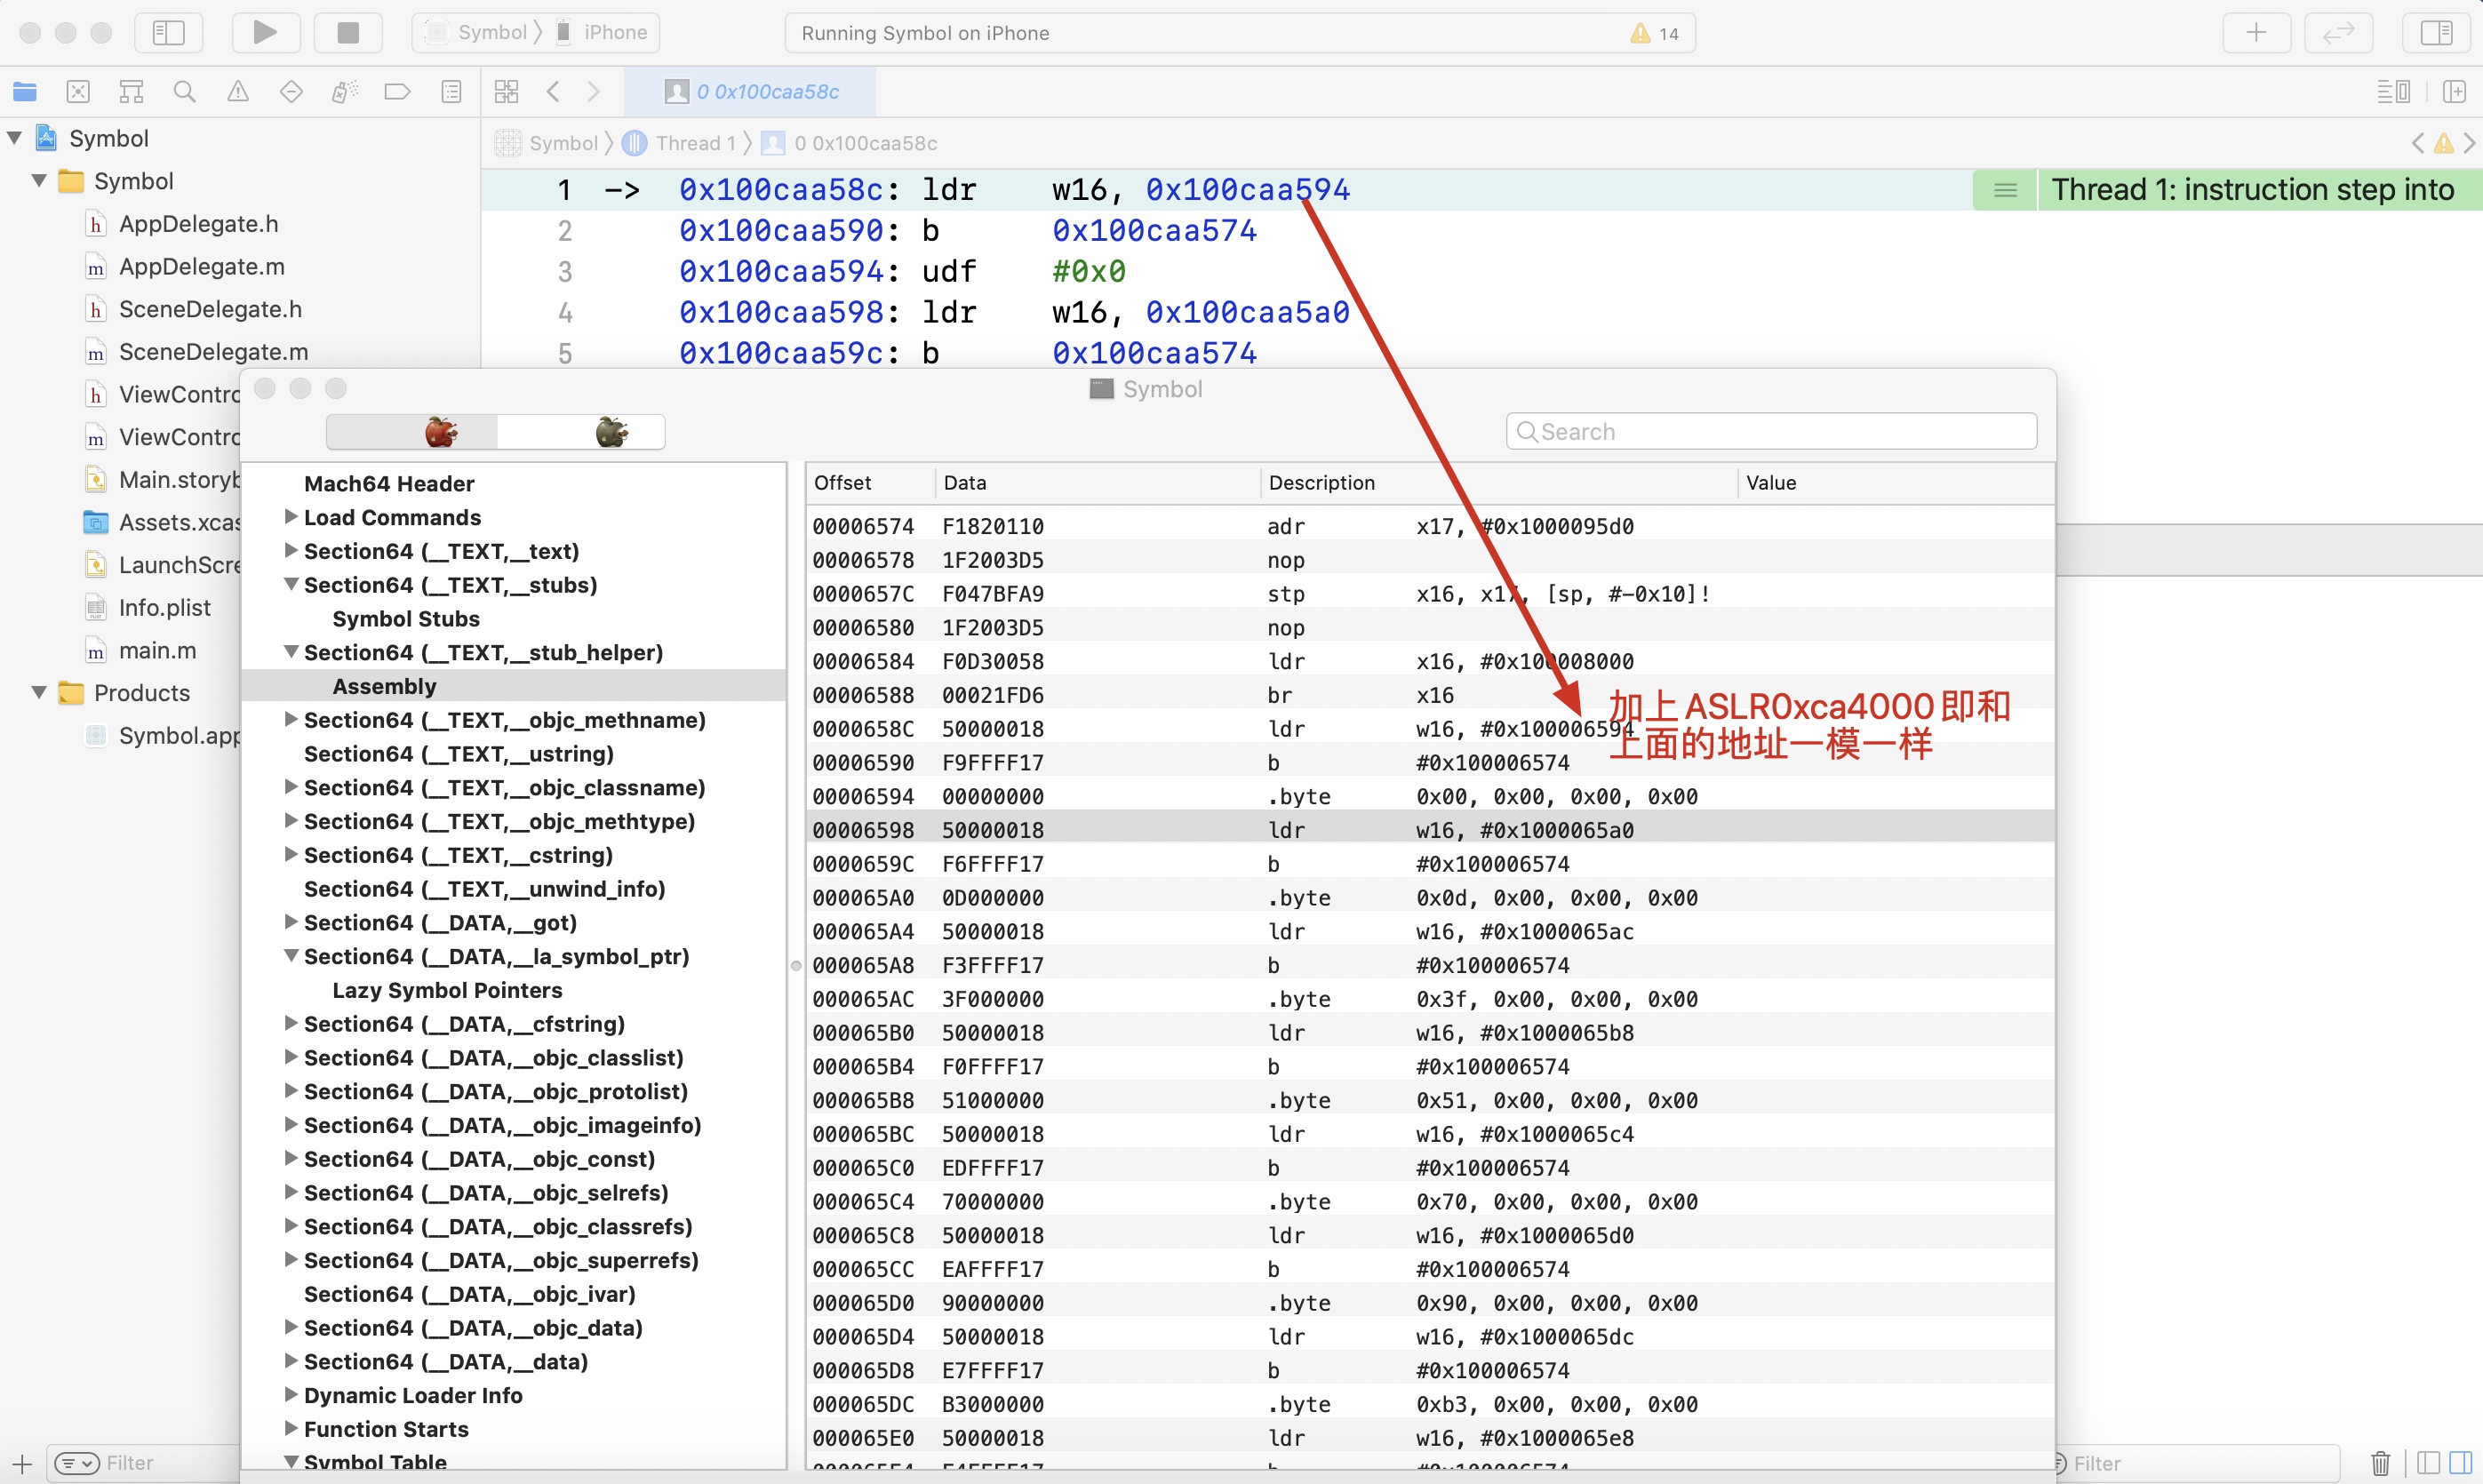 Symbol 〉 iPhone
Running Symbol on iPhone
14
0 0x100caa58c
Symbol 〉 Thread 1 〉 0 0x100caa58c
Symbol
Symbol
AppDelegate.h
AppDelegate.m
SceneDelegate.h
SceneDelegate.m
ViewContro
ViewContro
Main.storyb
Assets.xcas
LaunchScre
Info.plist
main.m
Products
Symbol.app
Filter
1 -> 0x100caa58c: ldr w16, 0x100caa594
Thread 1: instruction step into
2 0x100caa590: b 0x100caa574
3 0x100caa594: udf #0x0
4 0x100caa598: ldr w16, 0x100caa5a0
5 0x100caa59c: b 0x100caa574
Symbol
Search
Mach64 Header
Load Commands
Section64 (__TEXT,__text)
Section64 (__TEXT,__stubs)
Symbol Stubs
Section64 (__TEXT,__stub_helper)
Assembly
Section64 (__TEXT,__objc_methname)
Section64 (__TEXT,__ustring)
Section64 (__TEXT,__objc_classname)
Section64 (__TEXT,__objc_methtype)
Section64 (__TEXT,__cstring)
Section64 (__TEXT,__unwind_info)
Section64 (__DATA,__got)
Section64 (__DATA,__la_symbol_ptr)
Lazy Symbol Pointers
Section64 (__DATA,__cfstring)
Section64 (__DATA,__objc_classlist)
Section64 (__DATA,__objc_protolist)
Section64 (__DATA,__objc_imageinfo)
Section64 (__DATA,__objc_const)
Section64 (__DATA,__objc_selrefs)
Section64 (__DATA,__objc_classrefs)
Section64 (__DATA,__objc_superrefs)
Section64 (__DATA,__objc_ivar)
Section64 (__DATA,__objc_data)
Section64 (__DATA,__data)
Dynamic Loader Info
Function Starts
Symbol Table
Offset Data Description Value
00006574 F1820110 adr x17, #0x1000095d0
00006578 1F2003D5 nop
0000657C F047BFA9 stp x16, x17, [sp, #-0x10]!
00006580 1F2003D5 nop
00006584 F0D30058 ldr x16, #0x100008000
00006588 00021FD6 br x16
0000658C 50000018 ldr w16, #0x100006594
00006590 F9FFFF17 b #0x100006574
00006594 00000000 .byte 0x00, 0x00, 0x00, 0x00
00006598 50000018 ldr w16, #0x1000065a0
0000659C F6FFFF17 b #0x100006574
000065A0 0D000000 .byte 0x0d, 0x00, 0x00, 0x00
000065A4 50000018 ldr w16, #0x1000065ac
000065A8 F3FFFF17 b #0x100006574
000065AC 3F000000 .byte 0x3f, 0x00, 0x00, 0x00
000065B0 50000018 ldr w16, #0x1000065b8
000065B4 F0FFFF17 b #0x100006574
000065B8 51000000 .byte 0x51, 0x00, 0x00, 0x00
000065BC 50000018 ldr w16, #0x1000065c4
000065C0 EDFFFF17 b #0x100006574
000065C4 70000000 .byte 0x70, 0x00, 0x00, 0x00
000065C8 50000018 ldr w16, #0x1000065d0
000065CC EAFFFF17 b #0x100006574
000065D0 90000000 .byte 0x90, 0x00, 0x00, 0x00
000065D4 50000018 ldr w16, #0x1000065dc
000065D8 E7FFFF17 b #0x100006574
000065DC B3000000 .byte 0xb3, 0x00, 0x00, 0x00
000065E0 50000018 ldr w16, #0x1000065e8
加上ASLR0xca4000即和
上面的地址一模一样
Filter